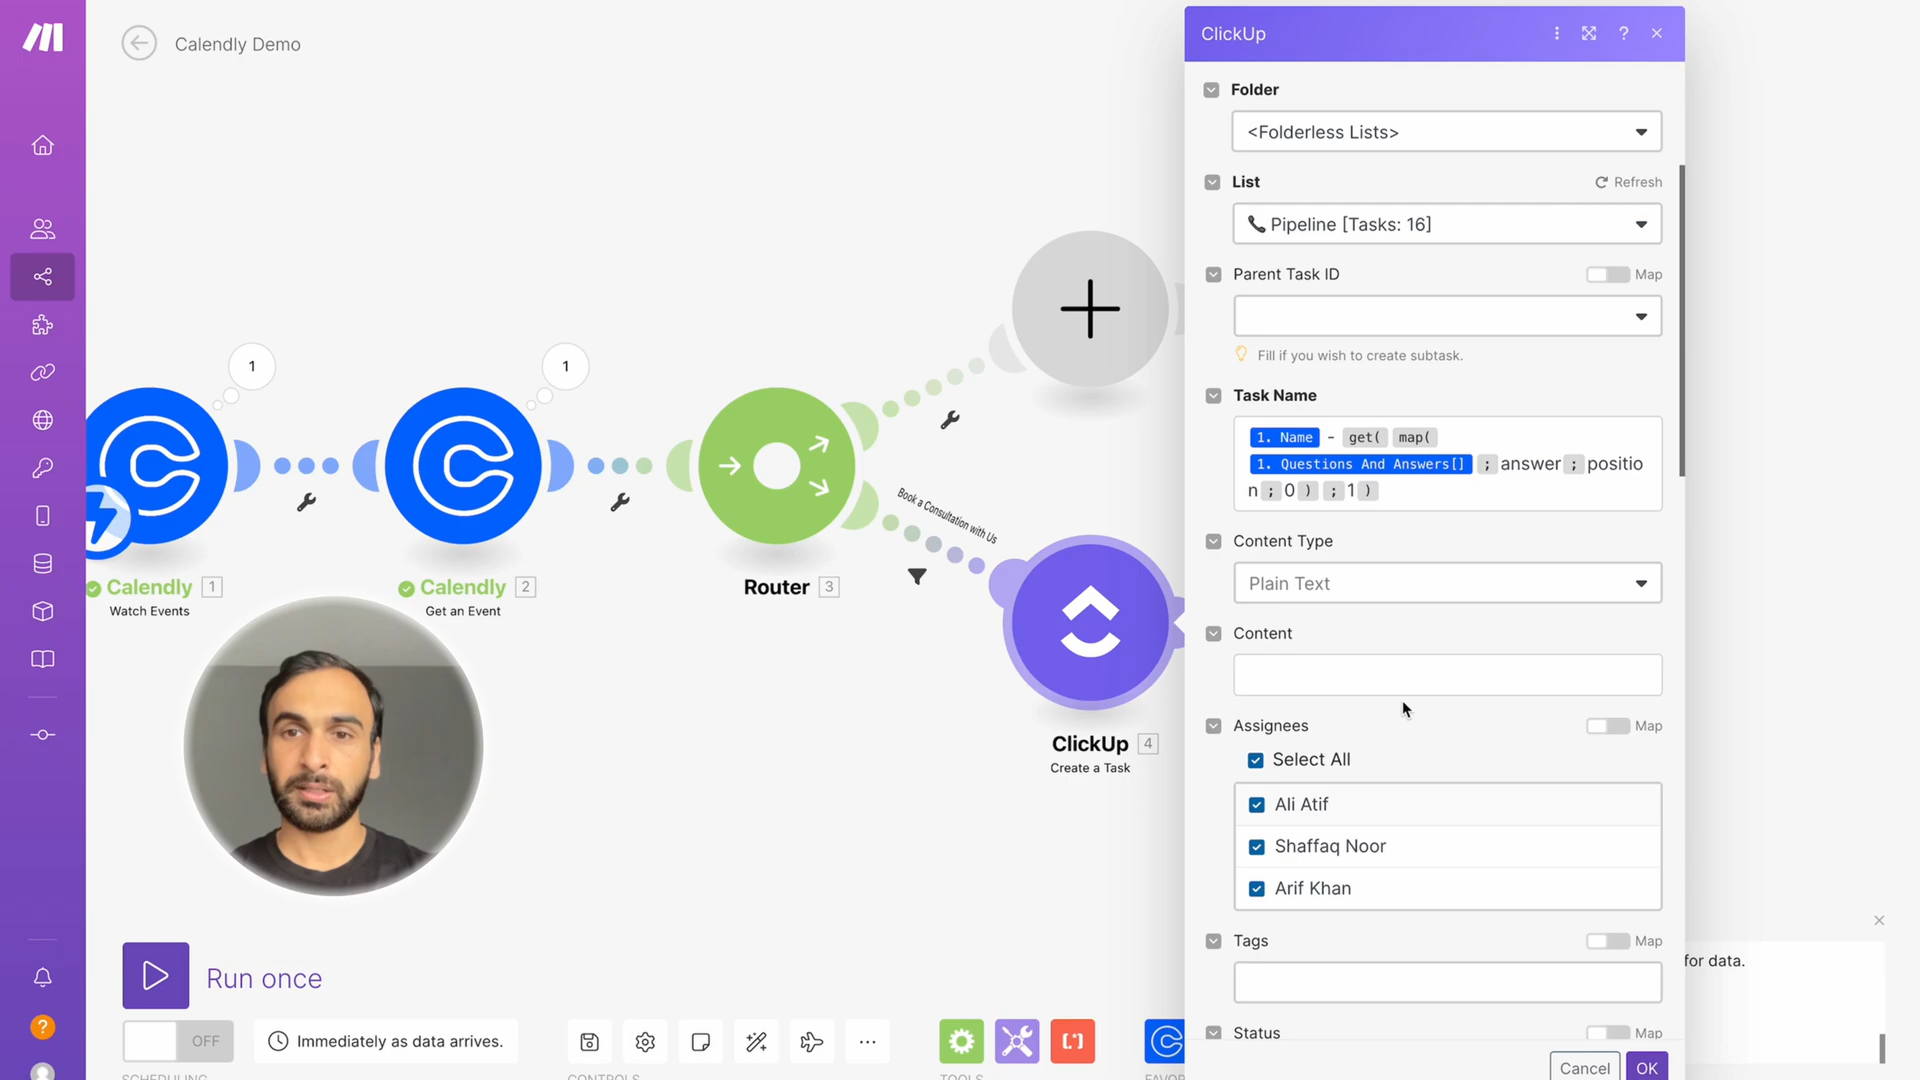 Calendly Demo
ClickUp
?
Folder
<Folderless Lists>
List
Refresh
Pipeline [Tasks: 16]
Parent Task ID
Map
Fill if you wish to create subtask.
Task Name
1. Name - get( map(
1. Questions And Answers[] ; answer ; positio
n ; 0 ) ; 1 )
Content Type
Plain Text
Content
Assignees
Map
Select All
Ali Atif
Shaffaq Noor
Arif Khan
Tags
Map
Status
Map
Cancel
OK
1
1
Calendly 1
Watch Events
Calendly 2
Get an Event
Router 3
Book a Consultation with Us
ClickUp 4
Create a Task
Run once
OFF
Immediately as data arrives.
for data.
?
SCHEDULING
CONTROLS
TOOLS
FAVOR